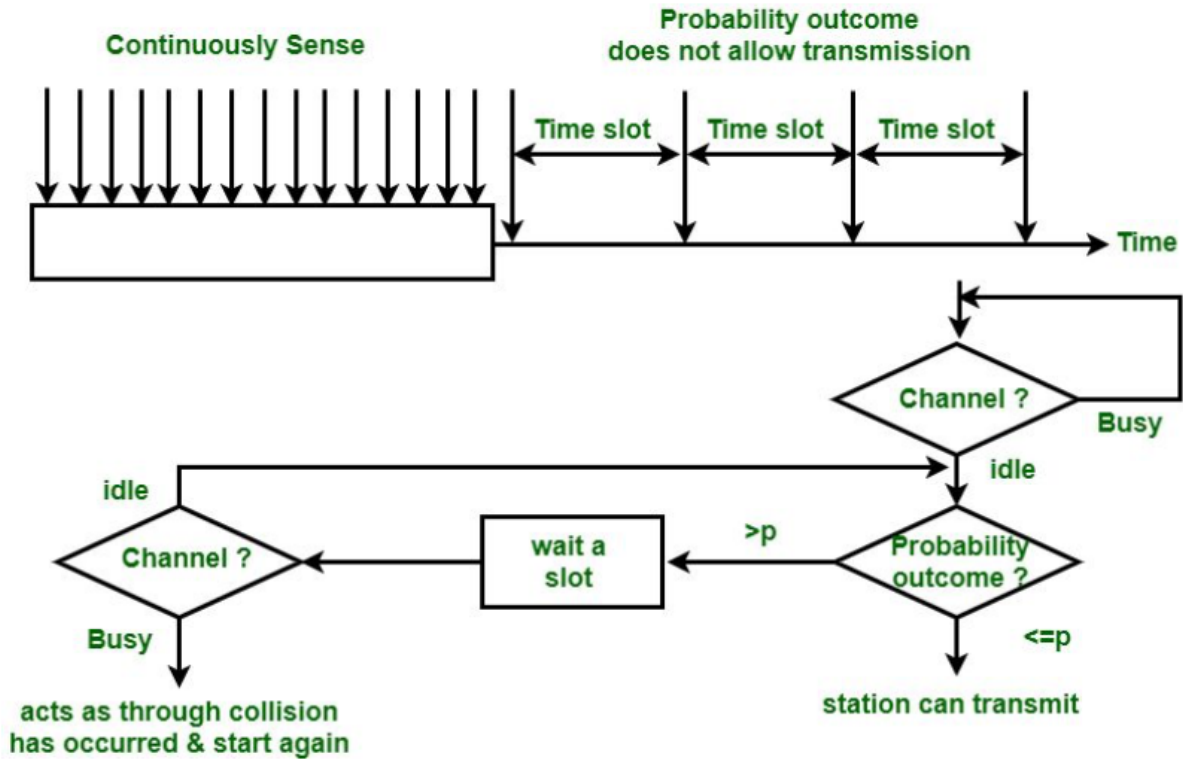 Continuously Sense
Probability outcome
does not allow transmission
Time slot
Time slot
Time slot
Time
Channel ?
Busy
idle
Probability
outcome ?
>p
wait a
slot
Channel ?
idle
Busy
<=p
station can transmit
acts as through collision
has occurred & start again